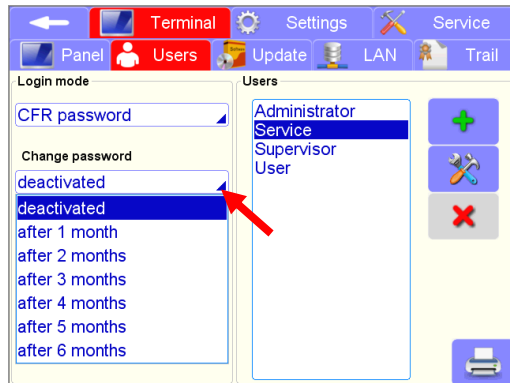 Terminal Settings Service
Panel Users Update LAN Trail
Login mode
CFR password
Change password
deactivated
deactivated
after 1 month
after 2 months
after 3 months
after 4 months
after 5 months
after 6 months
Users
Administrator
Service
Supervisor
User